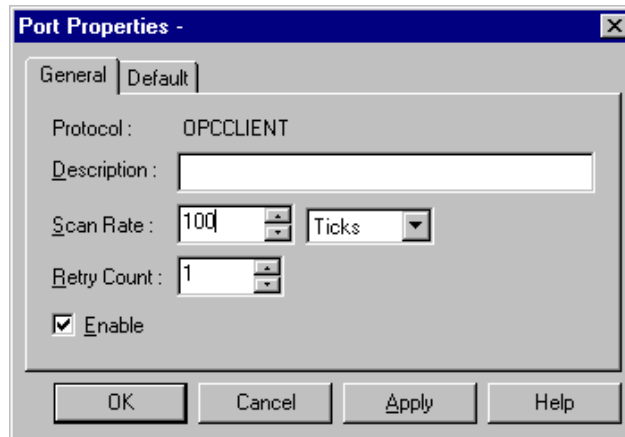 Port Properties -
General Default
Protocol : OPCCLIENT
Description :
Scan Rate : 100 Ticks
Retry Count : 1
Enable
OK Cancel Apply Help